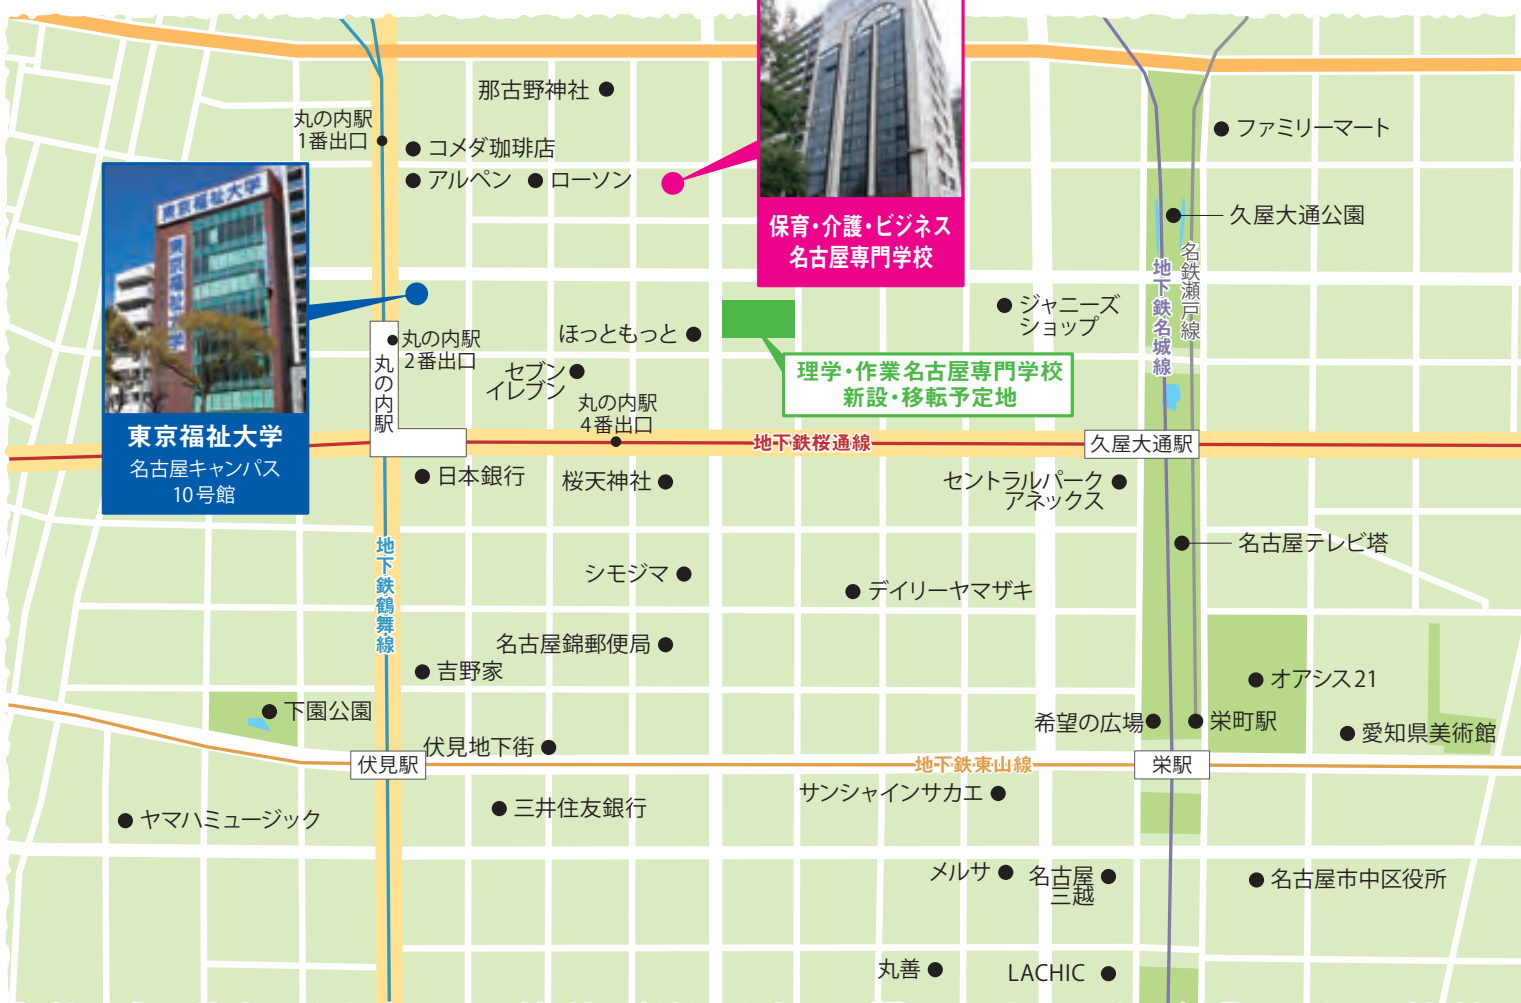 那古野神社
丸の内駅
1番出口
コメダ珈琲店
アルペン
ローソン
ファミリーマート
東京福祉大学
東京福祉大学
東京福祉大学
名古屋キャンパス
10号館
保育・介護・ビジネス
名古屋専門学校
久屋大通公園
名鉄瀬戸線
地下鉄名城線
ジャニーズ
ショップ
ほっともっと
丸の内駅
2番出口
丸の内駅
セブン
イレブン
理学・作業名古屋専門学校
新設・移転予定地
丸の内駅
4番出口
地下鉄桜通線
久屋大通駅
日本銀行
桜天神社
セントラルパーク
アネックス
名古屋テレビ塔
地下鉄鶴舞線
シモジマ
デイリーヤマザキ
名古屋錦郵便局
吉野家
オアシス21
下園公園
希望の広場
栄町駅
愛知県美術館
伏見地下街
伏見駅
地下鉄東山線
栄駅
サンシャインサカエ
三井住友銀行
ヤマハミュージック
メルサ
名古屋
三越
名古屋市中区役所
丸善
LACHIC